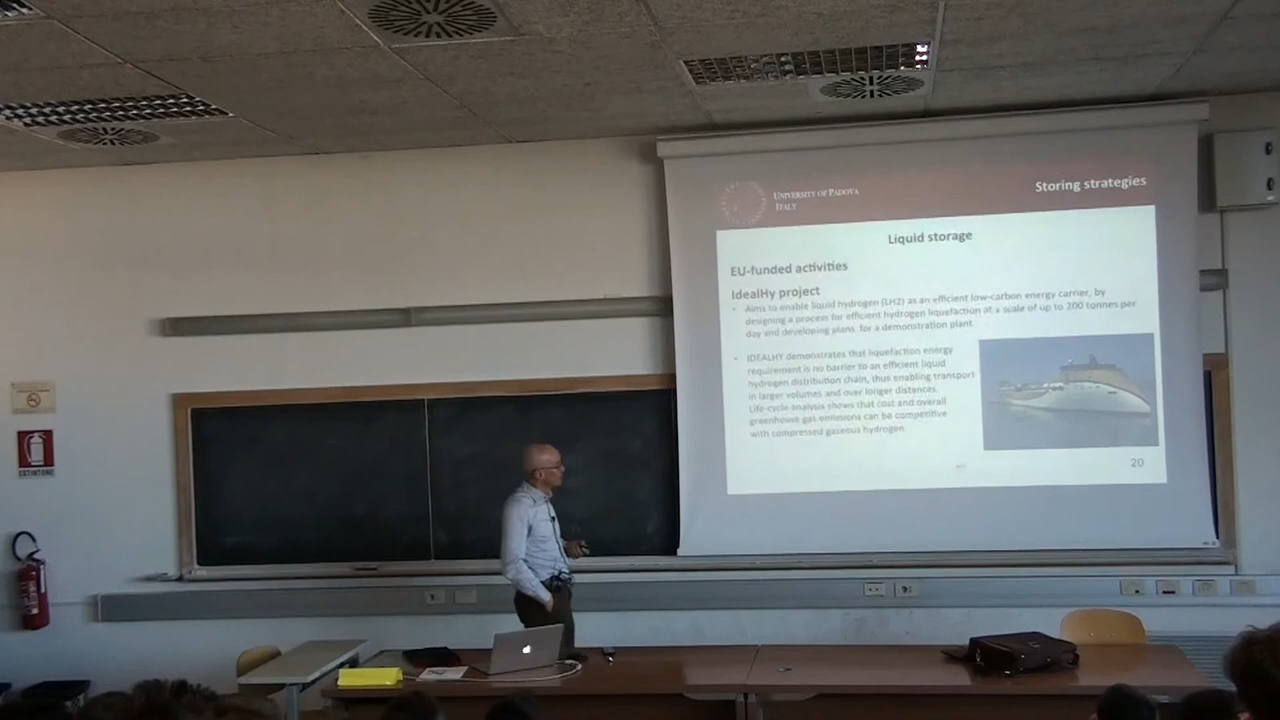 UNIVERSITY OF PADOVA
ITALY
Storing strategies
Liquid storage
EU-funded activities
IdealHy project
• Aims to enable liquid hydrogen (LH2) as an efficient low-carbon energy carrier, by
designing a process for efficient hydrogen liquefaction at a scale of up to 200 tonnes per
day and developing plans for a demonstration plant.
• IDEALHY demonstrates that liquefaction energy
requirement is no barrier to an efficient liquid
hydrogen distribution chain, thus enabling transport
in larger volumes and over longer distances.
Life-cycle analysis shows that cost and overall
greenhouse gas emissions can be competitive
with compressed gaseous hydrogen.
20
ESTINTORE